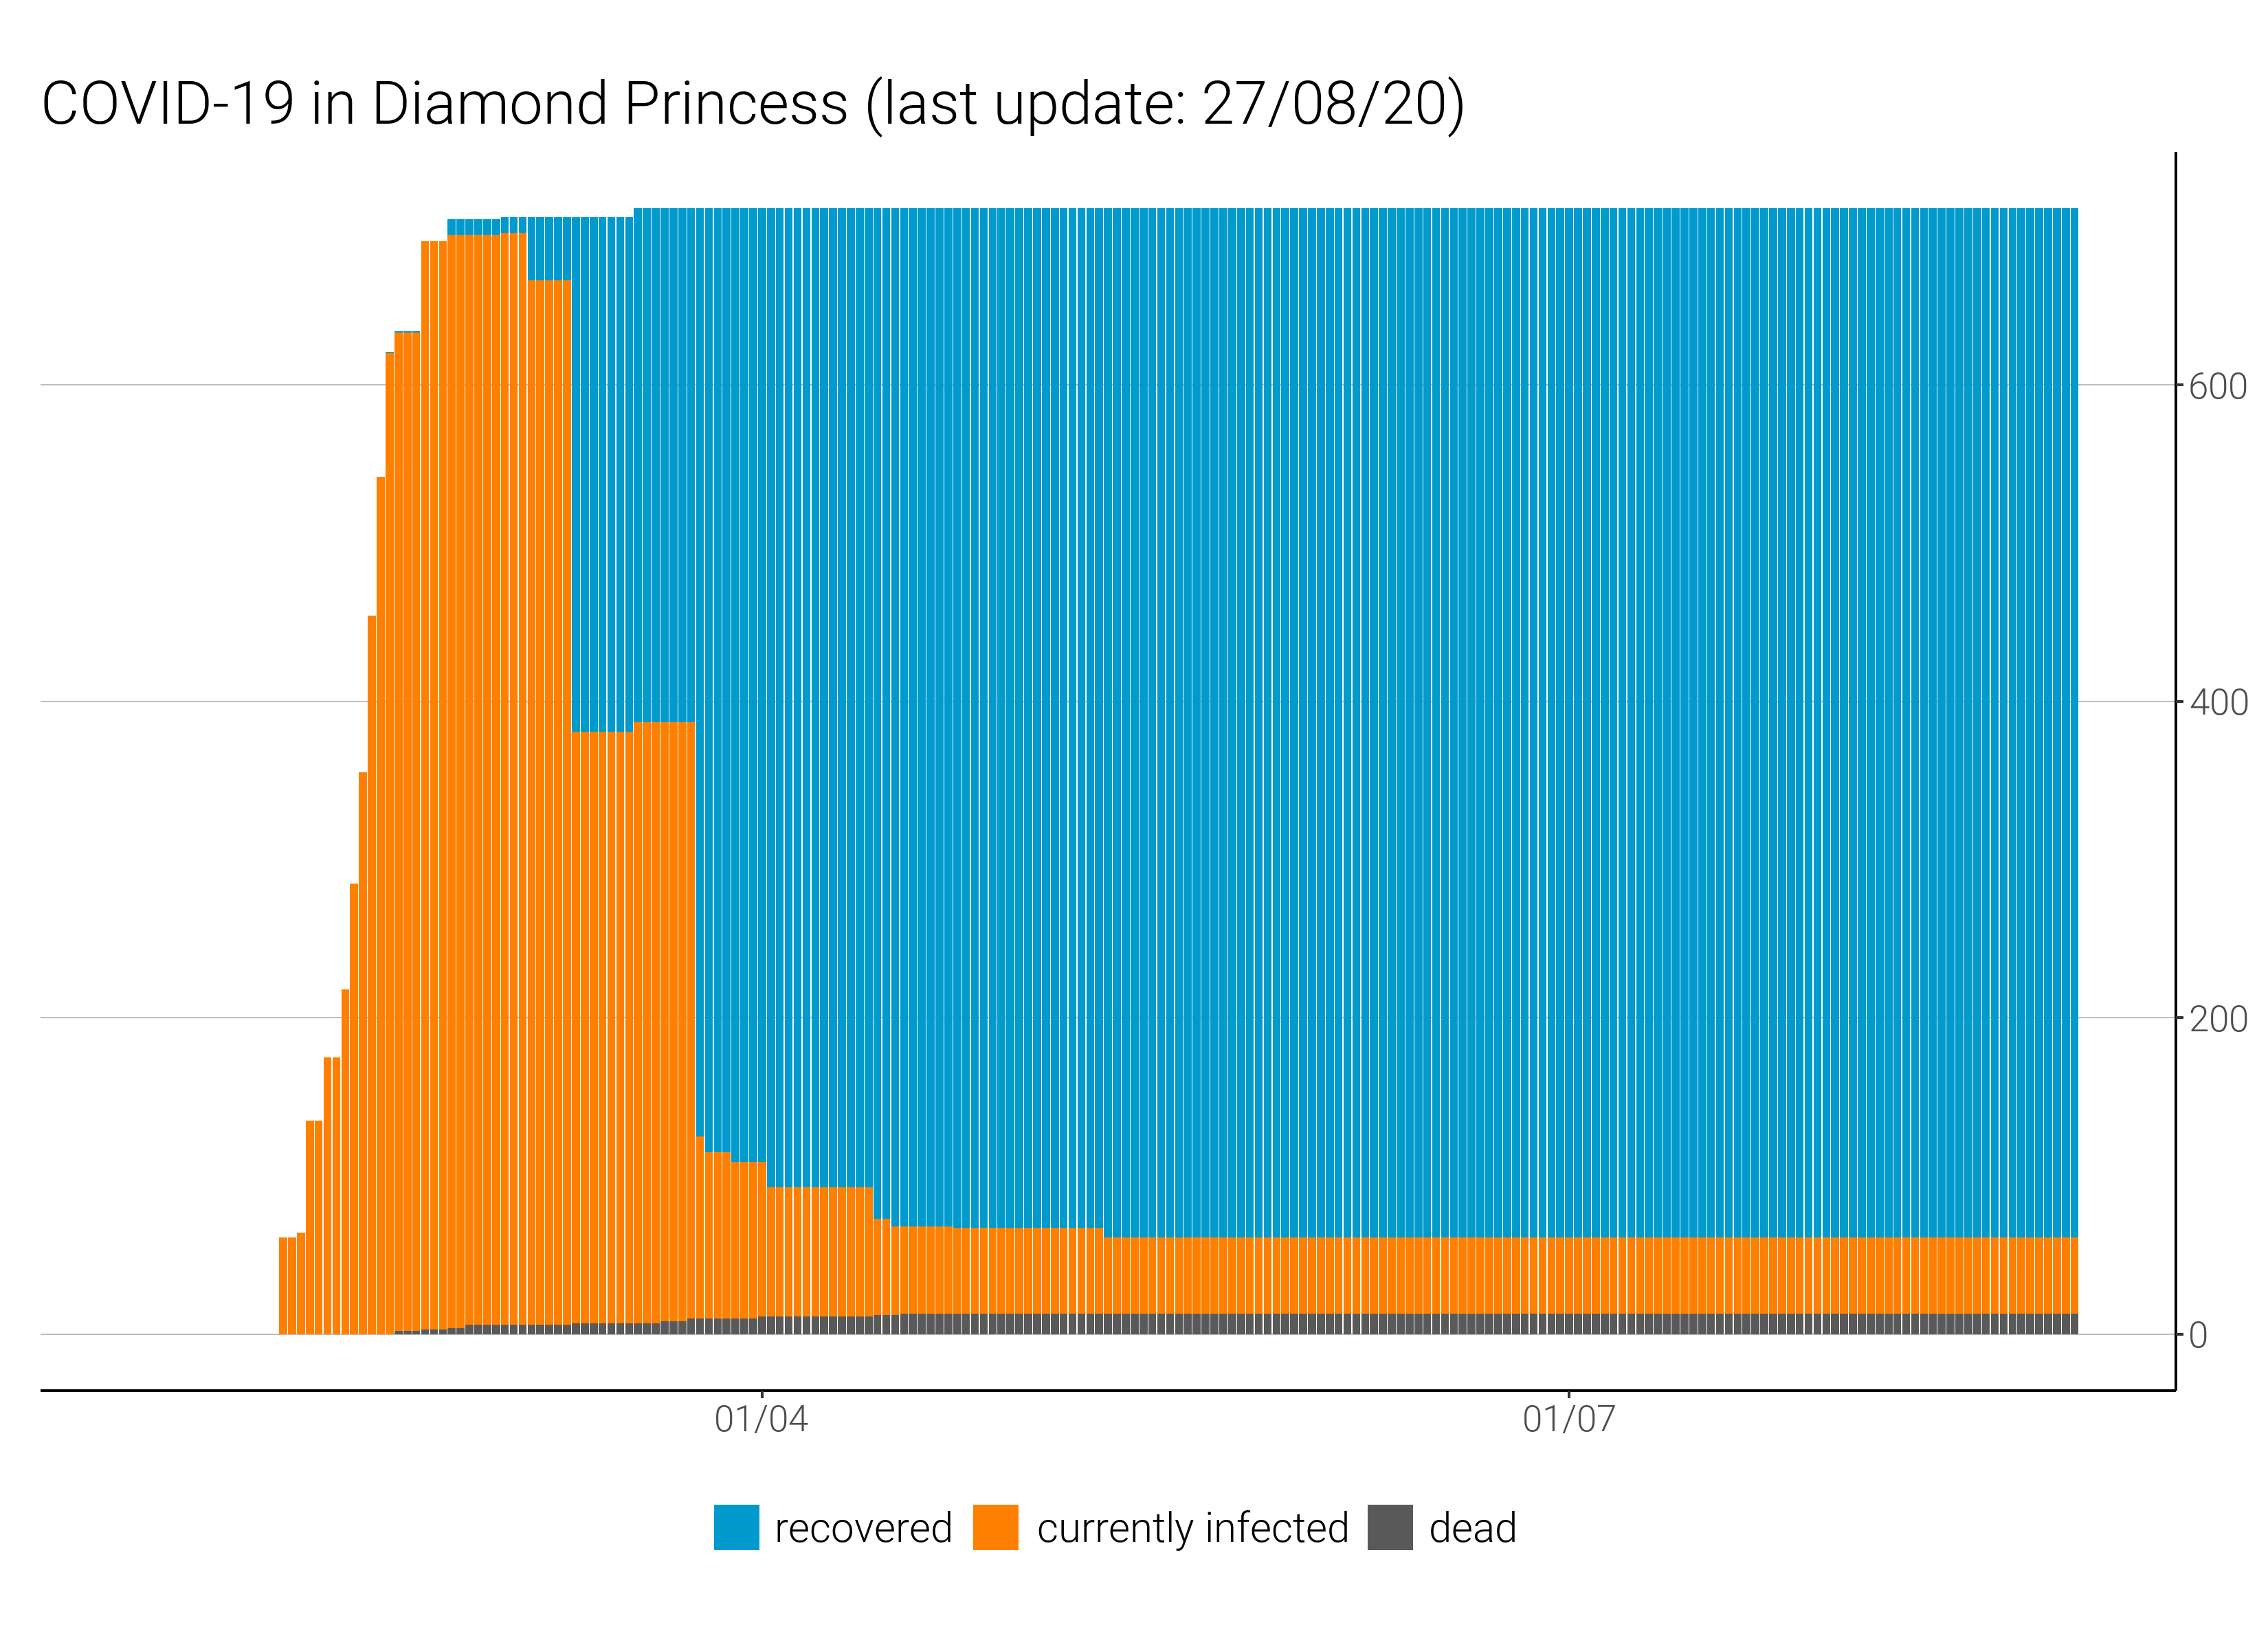 COVID-19 in Diamond Princess (last update: 27/08/20)
600
400
200
0
01/04 01/07
recovered currently infected dead